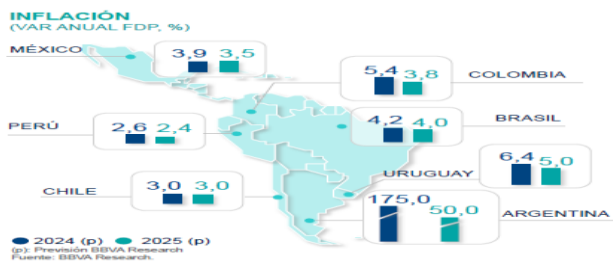 INFLACIÓN
(VAR ANUAL FDP, %)
MÉXICO
3,9 3,5
5,4 3,8
COLOMBIA
PERÚ
2,6 2,4
4,2 4,0
BRASIL
CHILE
3,0 3,0
URUGUAY
6,4 5,0
175,0
50,0
ARGENTINA
2024 (p) 2025 (p)
(p): Previsión BBVA Research
Fuente: BBVA Research.